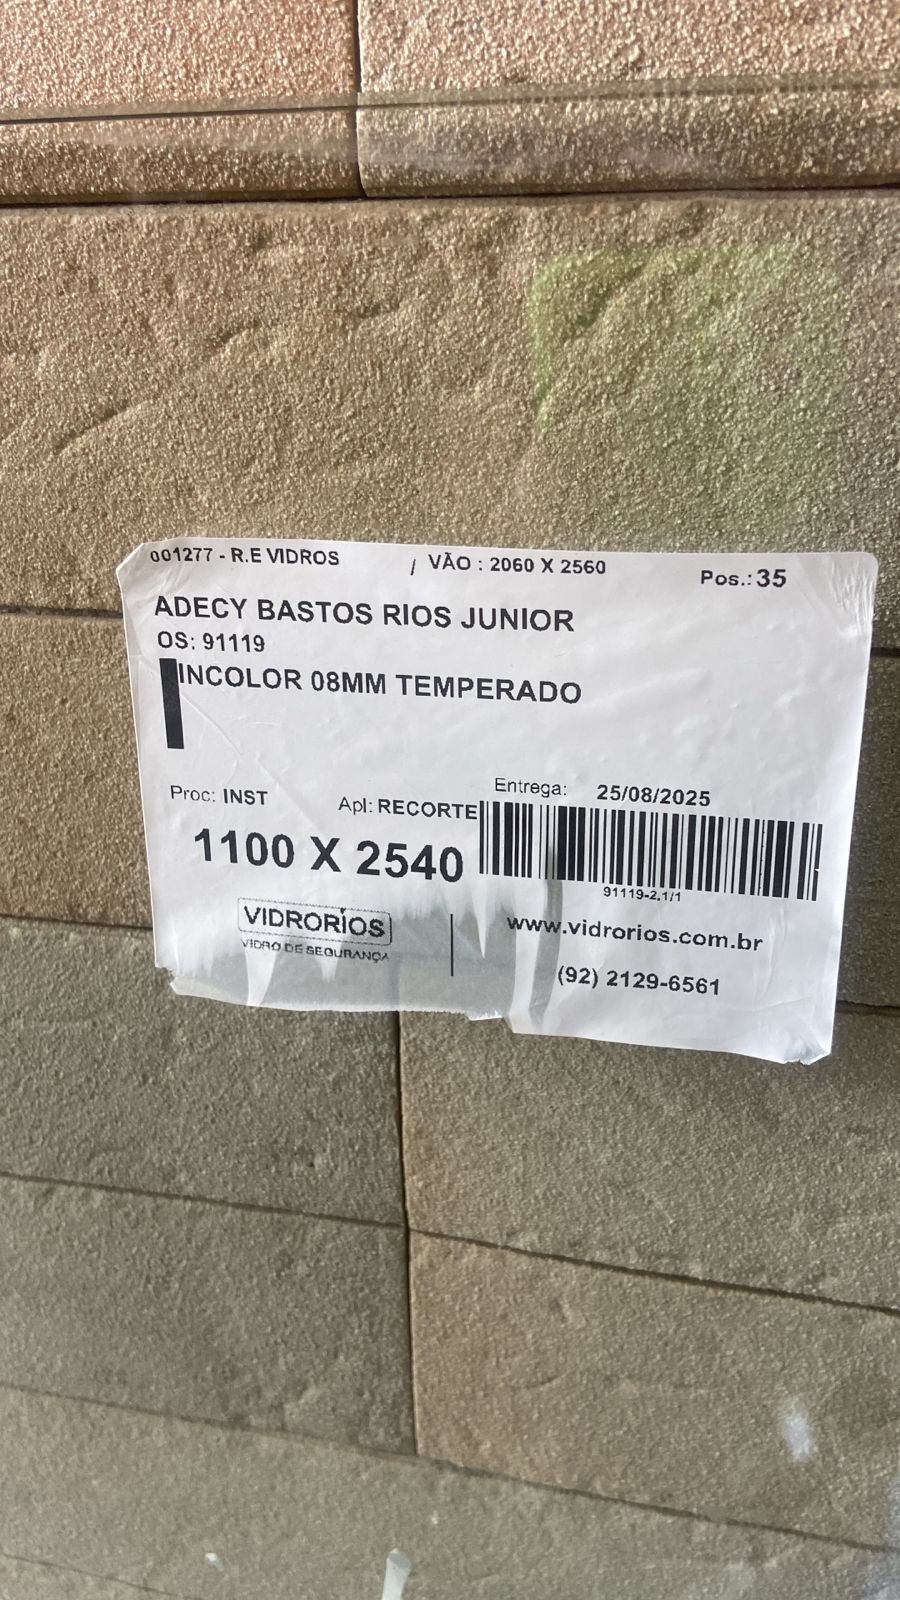 001277 - R.E VIDROS / VÃO : 2060 X 2560 Pos.: 35
ADECY BASTOS RIOS JUNIOR
OS: 91119
INCOLOR 08MM TEMPERADO
Entrega: 25/08/2025
Proc: INST Apl: RECORTE
1100 X 2540
91119-2,1/1
VIDRORÍOS
VIDRO DE SEGURANÇA
www.vidrorios.com.br
(92) 2129-6561